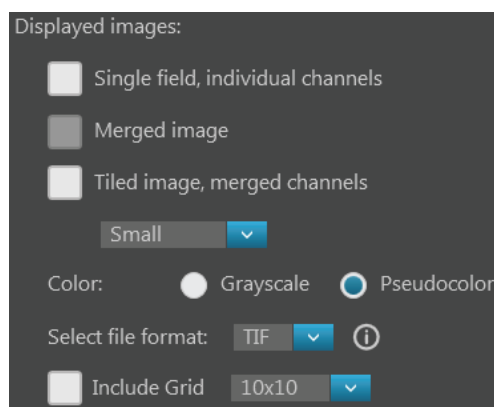 Displayed images:
Single field, individual channels
Merged image
Tiled image, merged channels
Small
Color: Grayscale Pseudocolor
Select file format: TIF
Include Grid 10x10